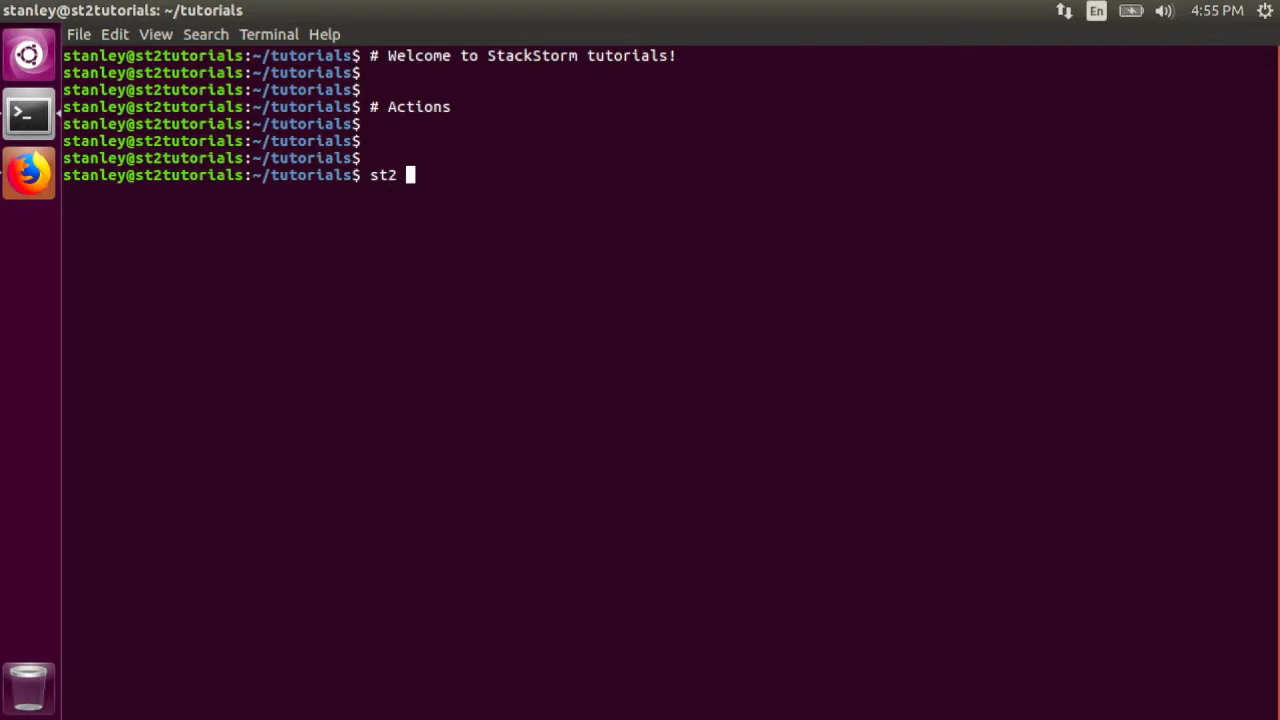 stanley@st2tutorials: ~/tutorials
En
4:55 PM
File Edit View Search Terminal Help
stanley@st2tutorials:~/tutorials$ # Welcome to StackStorm tutorials!
stanley@st2tutorials:~/tutorials$
stanley@st2tutorials:~/tutorials$
stanley@st2tutorials:~/tutorials$ # Actions
stanley@st2tutorials:~/tutorials$
stanley@st2tutorials:~/tutorials$
stanley@st2tutorials:~/tutorials$
stanley@st2tutorials:~/tutorials$ st2